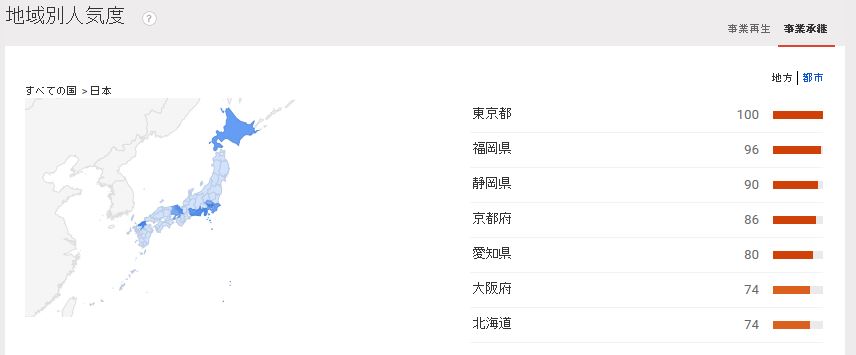 地域別人気度 ?
事業再生 事業承継
地方 | 都市
すべての国 > 日本
東京都 100
福岡県 96
静岡県 90
京都府 86
愛知県 80
大阪府 74
北海道 74